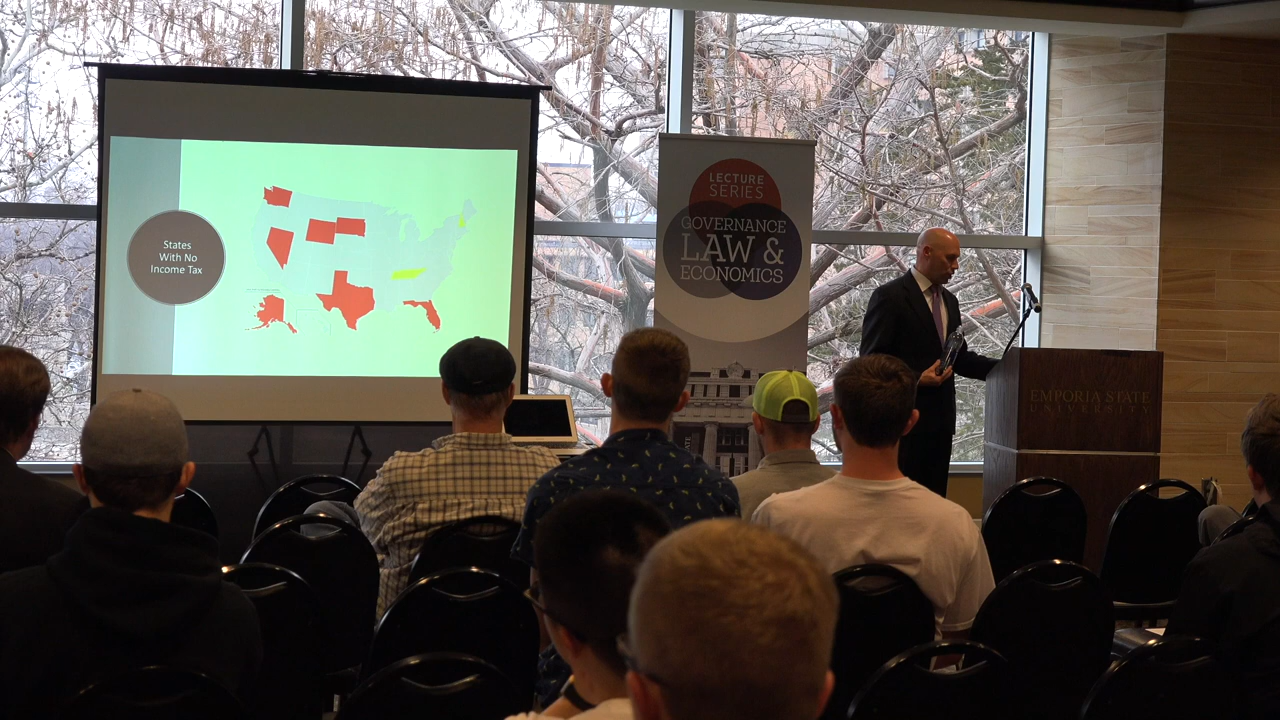 States
With No
Income Tax
LECTURE
SERIES
GOVERNANCE
LAW &
ECONOMICS
EMPORIA STATE
UNIVERSITY